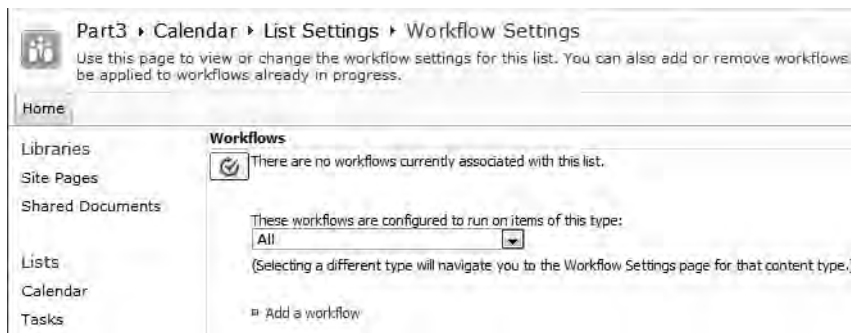 Part3 ▸ Calendar ▸ List Settings ▸ Workflow Settings
Use this page to view or change the workflow settings for this list. You can also add or remove workflows.
be applied to workflows already in progress.
Home
Libraries
Site Pages
Shared Documents
Lists
Calendar
Tasks
Workflows
There are no workflows currently associated with this list.
These workflows are configured to run on items of this type:
All
(Selecting a different type will navigate you to the Workflow Settings page for that content type.)
Add a workflow